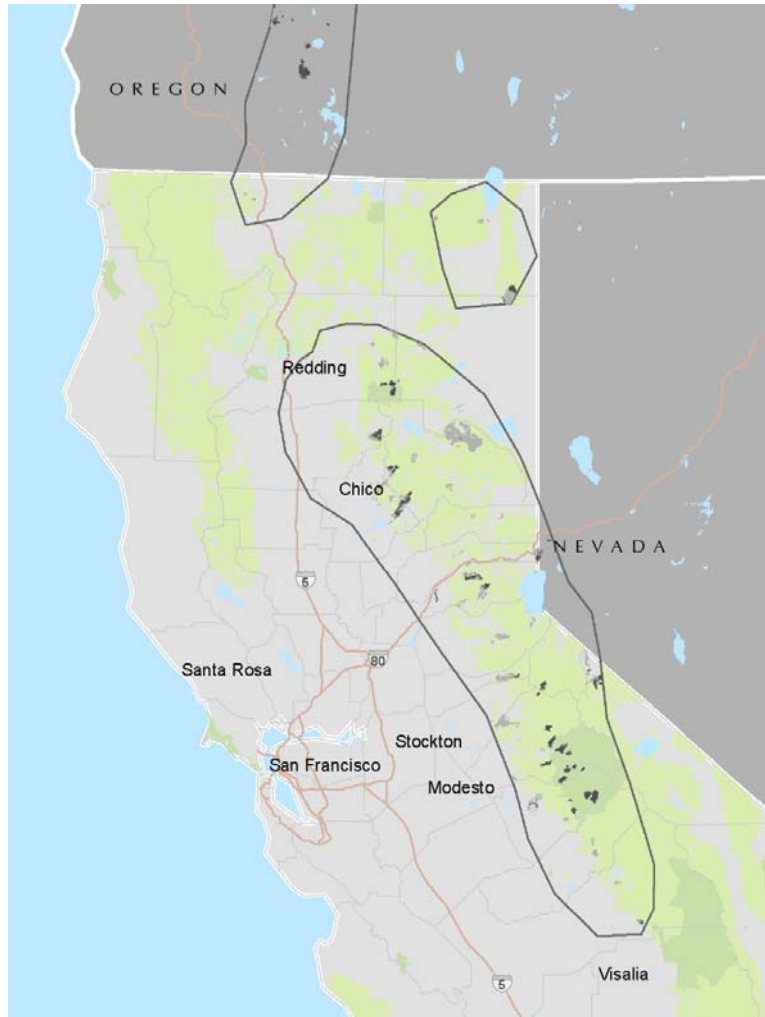 OREGON
Redding
Chico
NEVADA
5
80
Santa Rosa
Stockton
San Francisco
Modesto
Visalia
5